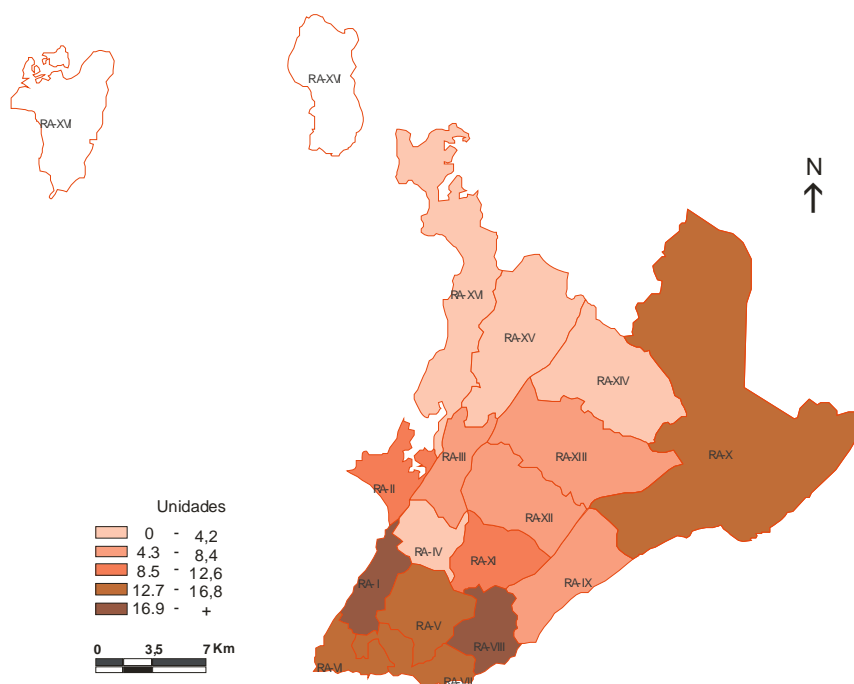 RA-XVI
RA-XVI
N
RA-XVI
RA-XV
RA-XIV
RA-III
RA-XIII
RA-X
RA-II
RA-XII
RA-IV
RA-XI
RA-I
RA-IX
RA-V
RA-VIII
RA-VI
RA-VII
Unidades
0 - 4,2
4.3 - 8,4
8.5 - 12,6
12.7 - 16,8
16.9 - +
0 3,5 7 Km